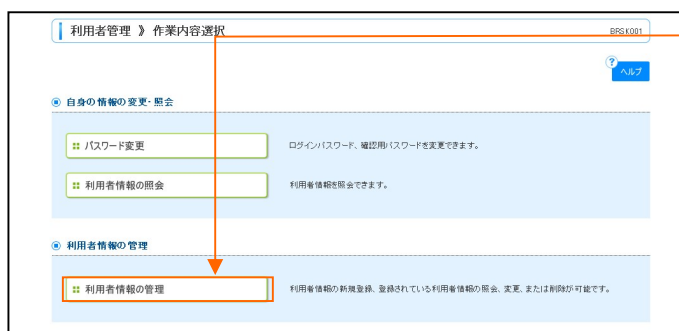 利用者管理 》 作業内容選択
BRSK001
? ヘルプ
自身の情報の変更・照会
パスワード変更
ログインパスワード、確認用パスワードを変更できます。
利用者情報の照会
利用者情報を照会できます。
利用者情報の管理
利用者情報の管理
利用者情報の新規登録、登録されている利用者情報の照会、変更、または削除が可能です。